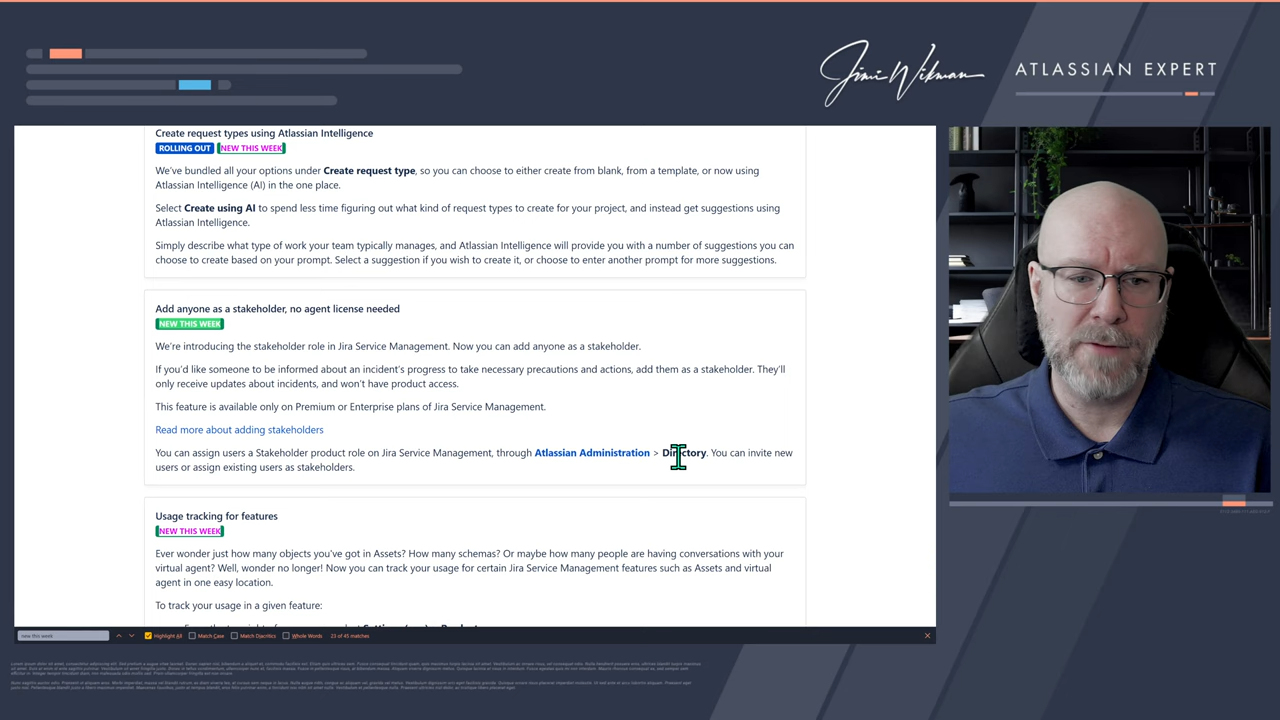 Jimi Wikman
ATLASSIAN EXPERT
Create request types using Atlassian Intelligence
ROLLING OUT NEW THIS WEEK
We've bundled all your options under Create request type, so you can choose to either create from blank, from a template, or now using
Atlassian Intelligence (AI) in the one place.
Select Create using AI to spend less time figuring out what kind of request types to create for your project, and instead get suggestions using
Atlassian Intelligence.
Simply describe what type of work your team typically manages, and Atlassian Intelligence will provide you with a number of suggestions you can
choose to create based on your prompt. Select a suggestion if you wish to create it, or choose to enter another prompt for more suggestions.
Add anyone as a stakeholder, no agent license needed
NEW THIS WEEK
We're introducing the stakeholder role in Jira Service Management. Now you can add anyone as a stakeholder.
If you'd like someone to be informed about an incident's progress to take necessary precautions and actions, add them as a stakeholder. They'll
only receive updates about incidents, and won't have product access.
This feature is available only on Premium or Enterprise plans of Jira Service Management.
Read more about adding stakeholders
You can assign users a Stakeholder product role on Jira Service Management, through Atlassian Administration > Directory. You can invite new
users or assign existing users as stakeholders.
Usage tracking for features
NEW THIS WEEK
Ever wonder just how many objects you've got in Assets? How many schemas? Or maybe how many people are having conversations with your
virtual agent? Well, wonder no longer! Now you can track your usage for certain Jira Service Management features such as Assets and virtual
agent in one easy location.
To track your usage in a given feature:
new this week Highlight All Match Case Match Diacritics Whole Words 23 of 45 matches